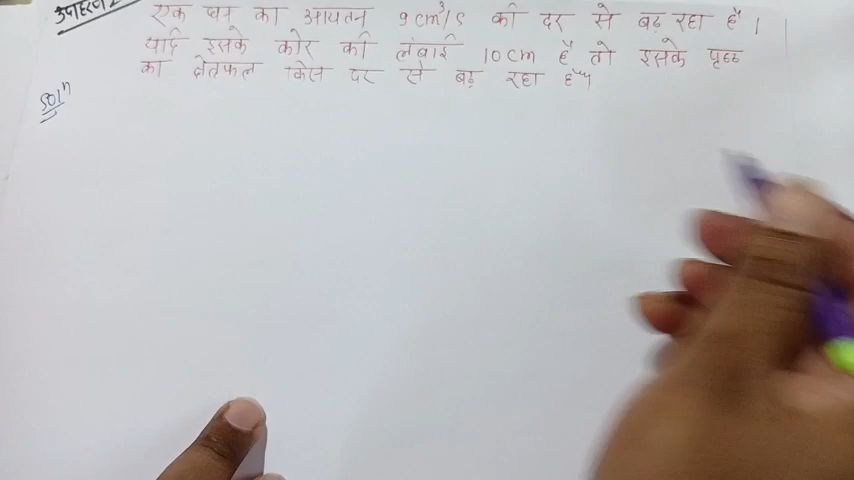 उदाहरण 2
एक घन का आयतन 9 cm³/s की दर से बढ़ रहा है ।
यदि इसके कोर की लंबाई 10 cm है तो इसके पृष्ठ
का क्षेत्रफल किस दर से बढ़ रहा है"
Solⁿ